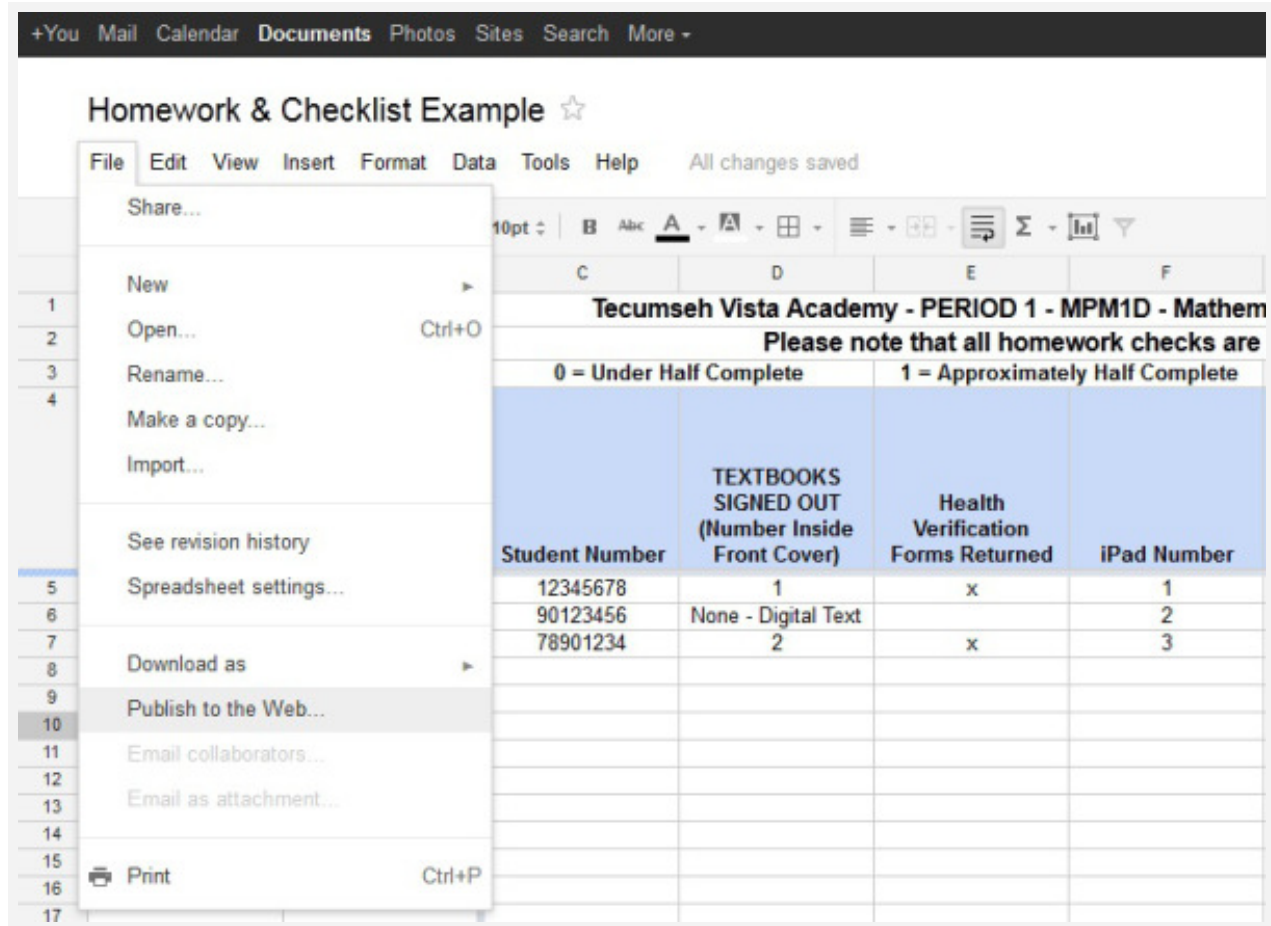 +You Mail Calendar Documents Photos Sites Search More
Homework & Checklist Example
File Edit View Insert Format Data Tools Help All changes saved
Share...
10pt B Abc A A Σ
New
Open... Ctrl+O
Rename...
Make a copy...
Import...
See revision history
Spreadsheet settings...
Download as
Publish to the Web...
Email collaborators...
Email as attachment...
Print Ctrl+P
C D E F
1 Tecumseh Vista Academy - PERIOD 1 - MPM1D - Mathem
2 Please note that all homework checks are
3 0 = Under Half Complete 1 = Approximately Half Complete
4
TEXTBOOKS
SIGNED OUT Health
(Number Inside Verification
Student Number Front Cover) Forms Returned iPad Number
5 12345678 1 x 1
6 90123456 None - Digital Text 2
7 78901234 2 x 3
8
9
10
11
12
13
14
15
16
17